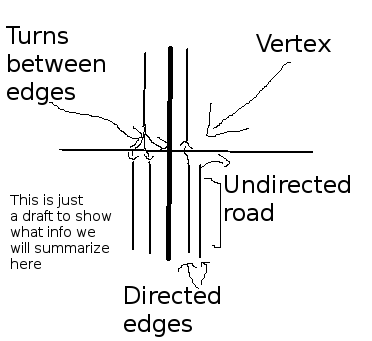 Turns
between
edges
Vertex
Undirected
road
This is just
a draft to show
what info we
will summarize
here
Directed
edges